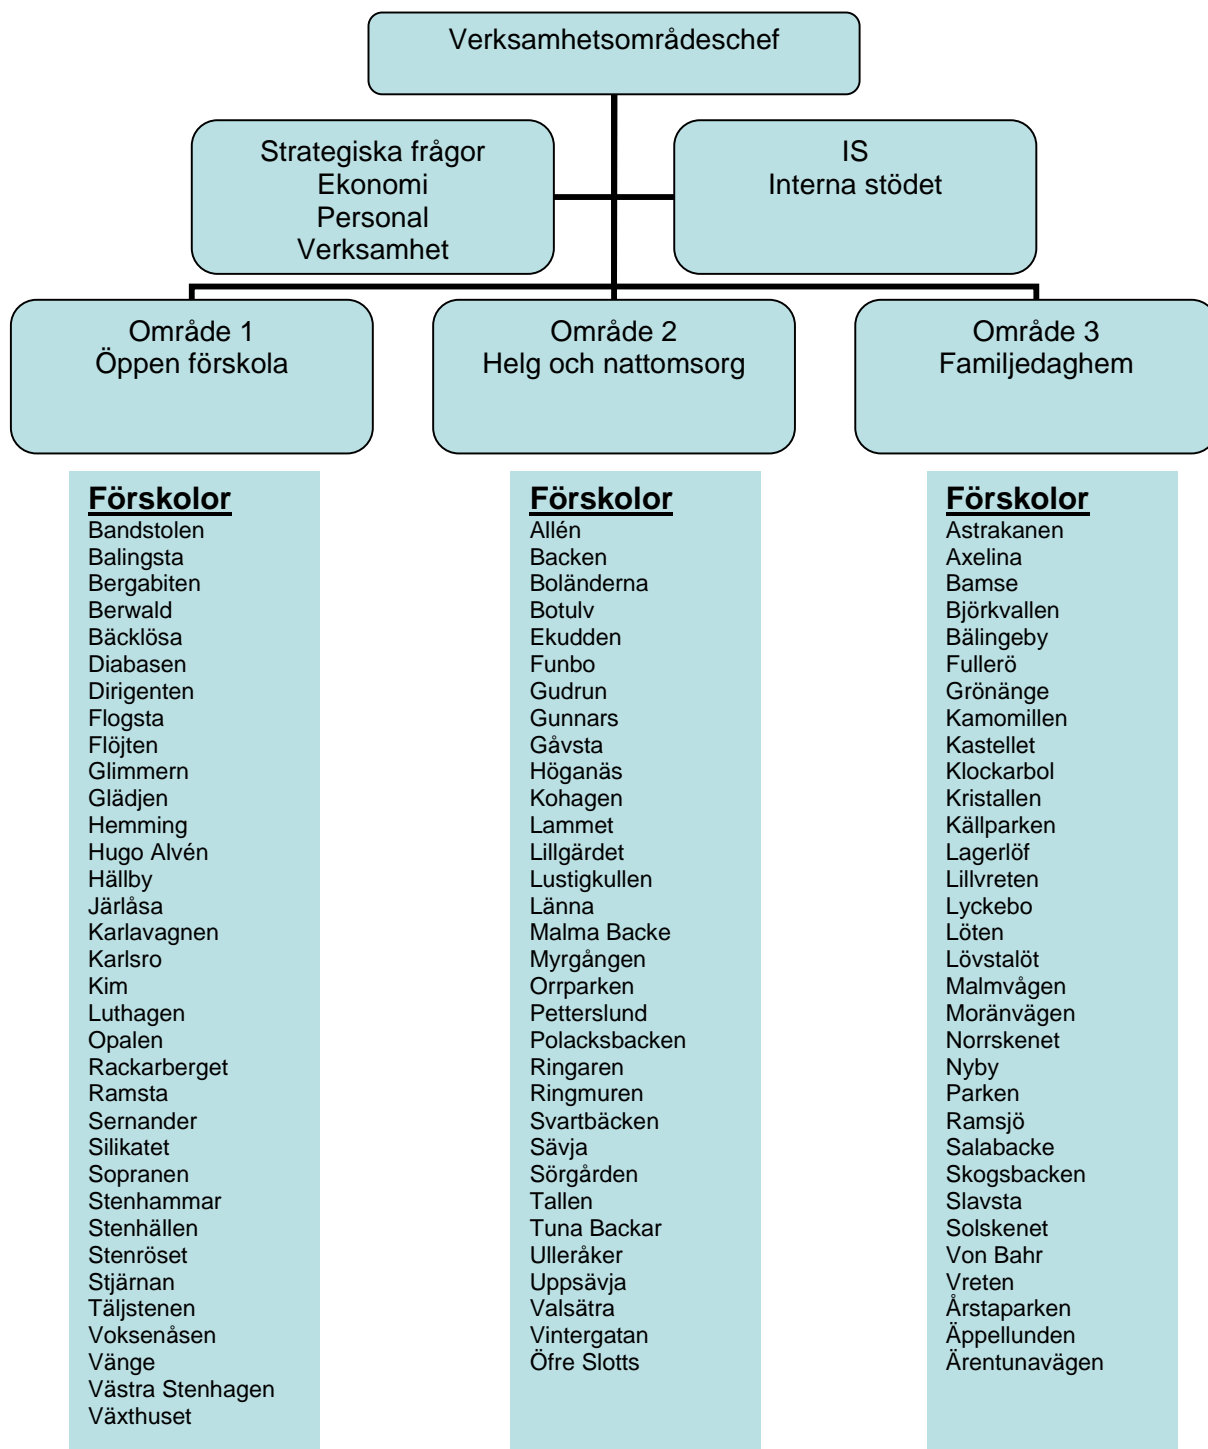 Verksamhetsområdeschef
Strategiska frågor
Ekonomi
Personal
Verksamhet
IS
Interna stödet
Område 1
Öppen förskola
Område 2
Helg och nattomsorg
Område 3
Familjedaghem
Förskolor
Bandstolen
Balingsta
Bergabiten
Berwald
Bäcklösa
Diabasen
Dirigenten
Flogsta
Flöjten
Glimmern
Glädjen
Hemming
Hugo Alvén
Hällby
Järlåsa
Karlavagnen
Karlsro
Kim
Luthagen
Opalen
Rackarberget
Ramsta
Sernander
Silikatet
Sopranen
Stenhammar
Stenhällen
Stenröset
Stjärnan
Täljstenen
Voksenåsen
Vänge
Västra Stenhagen
Växthuset
Förskolor
Allén
Backen
Boländerna
Botulv
Ekudden
Funbo
Gudrun
Gunnars
Gåvsta
Höganäs
Kohagen
Lammet
Lillgärdet
Lustigkullen
Länna
Malma Backe
Myrgången
Orrparken
Petterslund
Polacksbacken
Ringaren
Ringmuren
Svartbäcken
Sävja
Sörgården
Tallen
Tuna Backar
Ulleråker
Uppsävja
Valsätra
Vintergatan
Öfre Slotts
Förskolor
Astrakanen
Axelina
Bamse
Björkvallen
Bälingeby
Fullerö
Grönänge
Kamomillen
Kastellet
Klockarbol
Kristallen
Källparken
Lagerlöf
Lillvreten
Lyckebo
Löten
Lövstalöt
Malmvågen
Moränvägen
Norrskenet
Nyby
Parken
Ramsjö
Salabacke
Skogsbacken
Slavsta
Solskenet
Von Bahr
Vreten
Årstaparken
Äppellunden
Ärentunavägen